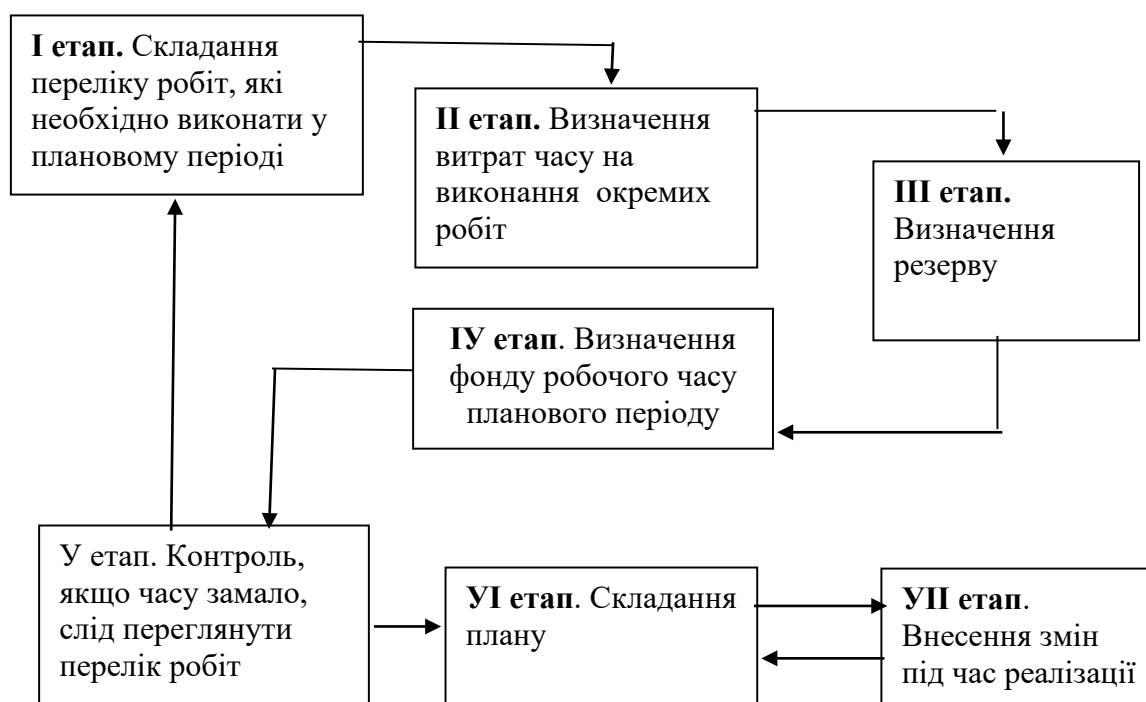 І етап. Складання
переліку робіт, які
необхідно виконати у
плановому періоді
ІІ етап. Визначення
витрат часу на
виконання окремих
робіт
ІІІ етап.
Визначення
резерву
ІУ етап. Визначення
фонду робочого часу
планового періоду
У етап. Контроль,
якщо часу замало,
слід переглянути
перелік робіт
УІ етап. Складання
плану
УІІ етап.
Внесення змін
під час реалізації